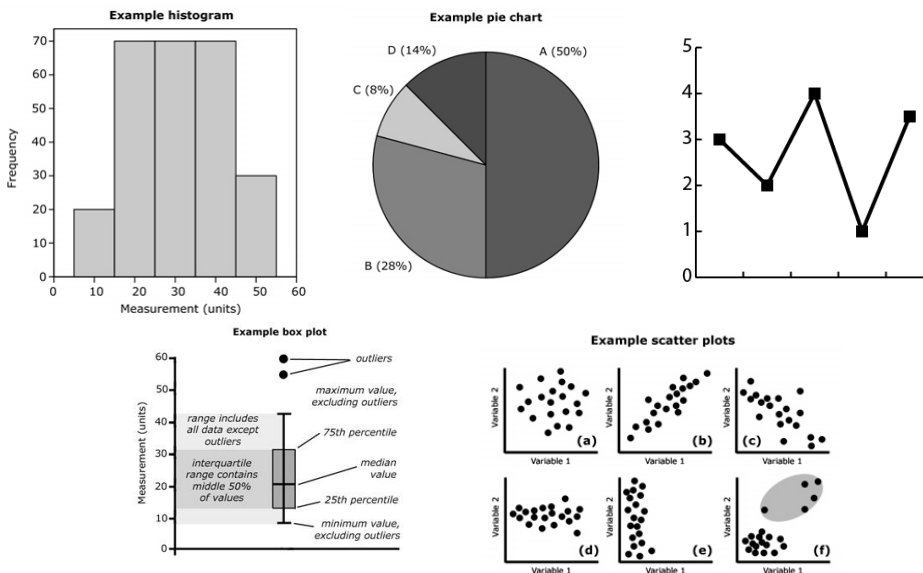 Example histogram
70
60
50
40
30
20
10
0
Frequency
0 10 20 30 40 50 60
Measurement (units)
Example pie chart
D (14%)
A (50%)
C (8%)
B (28%)
5
4
3
2
1
0
Example box plot
60
50
40
30
20
10
0
Measurement (units)
outliers
maximum value,
excluding outliers
range includes
all data except
outliers
75th percentile
interquartile
range contains
middle 50%
of values
median
value
25th percentile
minimum value,
excluding outliers
Example scatter plots
Variable 2
(a)
Variable 1
Variable 2
(b)
Variable 1
Variable 2
(c)
Variable 1
Variable 2
(d)
Variable 1
Variable 2
(e)
Variable 1
Variable 2
(f)
Variable 1